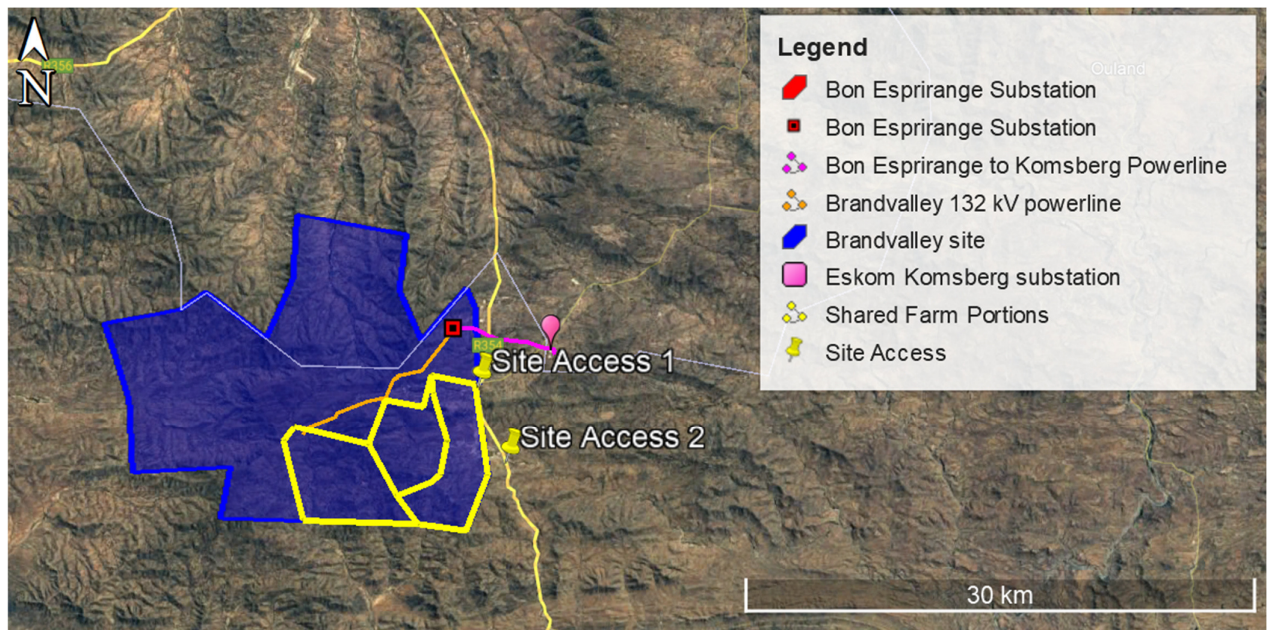 N
R356
Ouland
Legend
Bon Esprirange Substation
Bon Esprirange Substation
Bon Esprirange to Komsberg Powerline
Brandvalley 132 kV powerline
Brandvalley site
Eskom Komsberg substation
Shared Farm Portions
Site Access
R354
Site Access 1
Site Access 2
30 km